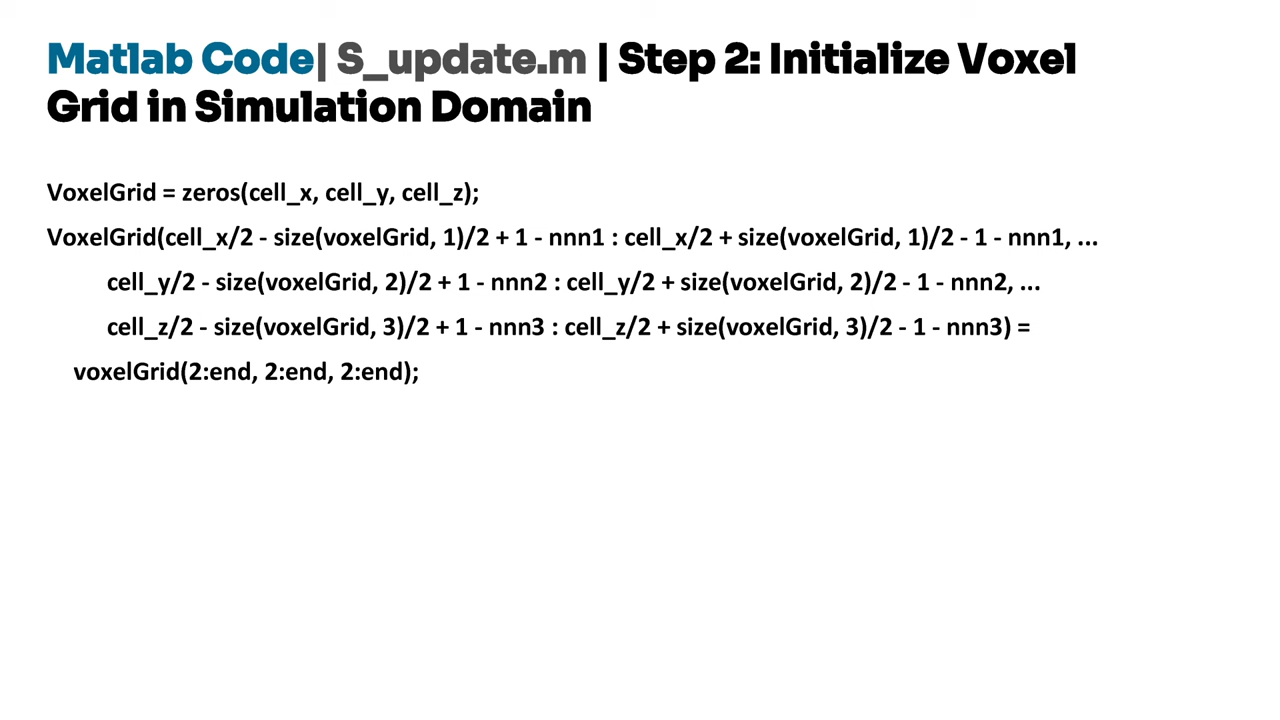 Matlab Code| S_update.m | Step 2: Initialize Voxel
Grid in Simulation Domain
VoxelGrid = zeros(cell_x, cell_y, cell_z);
VoxelGrid(cell_x/2 - size(voxelGrid, 1)/2 + 1 - nnn1 : cell_x/2 + size(voxelGrid, 1)/2 - 1 - nnn1, ...
cell_y/2 - size(voxelGrid, 2)/2 + 1 - nnn2 : cell_y/2 + size(voxelGrid, 2)/2 - 1 - nnn2, ...
cell_z/2 - size(voxelGrid, 3)/2 + 1 - nnn3 : cell_z/2 + size(voxelGrid, 3)/2 - 1 - nnn3) =
voxelGrid(2:end, 2:end, 2:end);